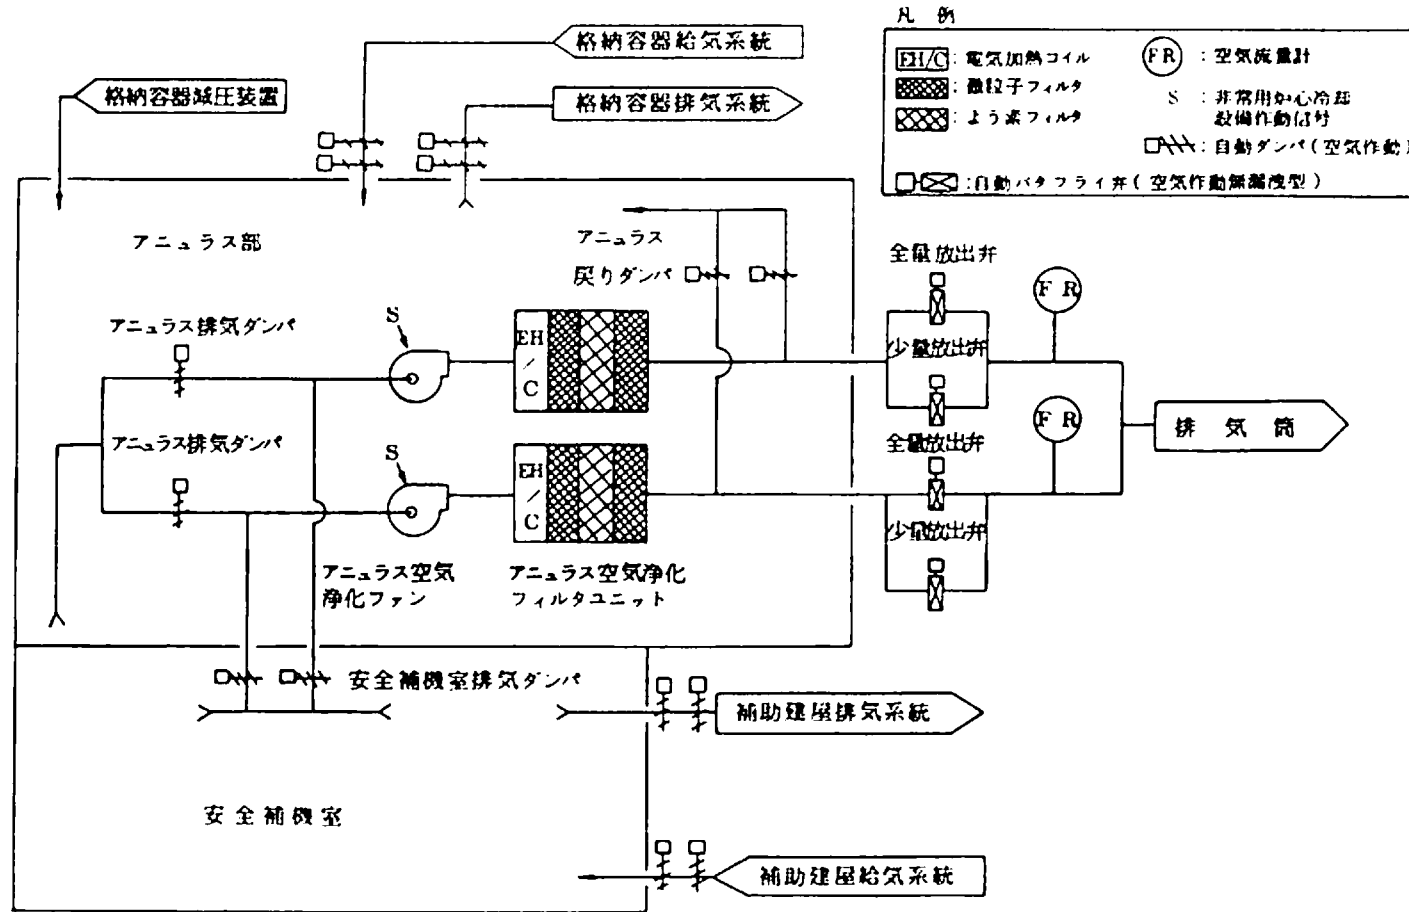 格納容器給気系統
格納容器減圧装置
格納容器排気系統
凡例
EH/C : 電気加熱コイル
FR : 空気流量計
: 微粒子フィルタ
S : 非常用炉心冷却
設備作動信号
: よう素フィルタ
: 自動ダンパ(空気作動
: 自動バタフライ弁(空気作動無漏洩型)
アニュラス部
アニュラス
戻りダンパ
全量放出弁
FR
アニュラス排気ダンパ
S
EH
/
C
少量放出弁
アニュラス排気ダンパ
S
EH
/
C
全量放出弁
FR
排気筒
少量放出弁
アニュラス空気
浄化ファン
アニュラス空気浄化
フィルタユニット
安全補機室排気ダンパ
補助建屋排気系統
安全補機室
補助建屋給気系統